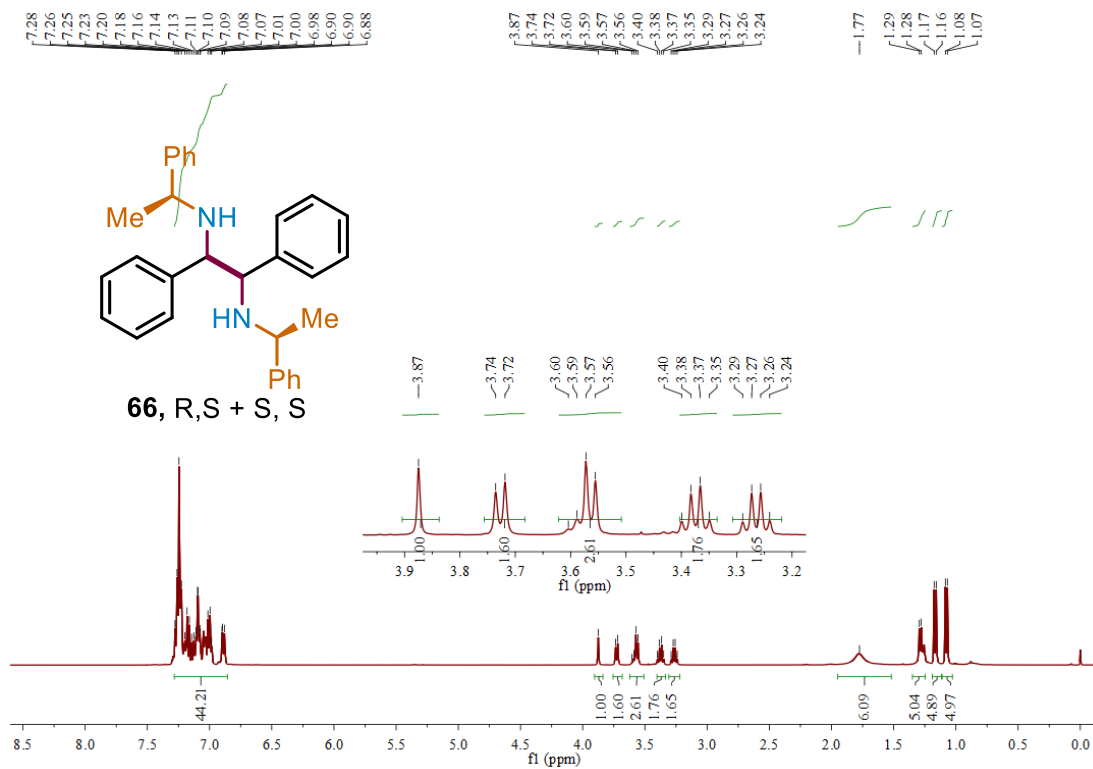 7.28 7.26 7.25 7.23 7.20 7.18 7.16 7.14 7.13 7.11 7.10 7.09 7.08 7.07 7.01 7.00 6.98 6.90 6.90 6.88
3.87 3.74 3.72 3.60 3.59 3.57 3.56 3.40 3.38 3.37 3.35 3.29 3.27 3.26 3.24
1.77
1.29 1.28 1.17 1.16 1.08 1.07
Ph
Me
NH
HN
Me
Ph
66, R,S + S, S
3.87 3.74 3.72 3.60 3.59 3.57 3.56 3.40 3.38 3.37 3.35 3.29 3.27 3.26 3.24
1.00 1.60 2.61 1.76 1.65
3.9 3.8 3.7 3.6 3.5 3.4 3.3 3.2
f1 (ppm)
44.21 1.00 1.60 2.61 1.76 1.65 6.09 5.04 4.89 4.97
8.5 8.0 7.5 7.0 6.5 6.0 5.5 5.0 4.5 4.0 3.5 3.0 2.5 2.0 1.5 1.0 0.5 0.0
f1 (ppm)